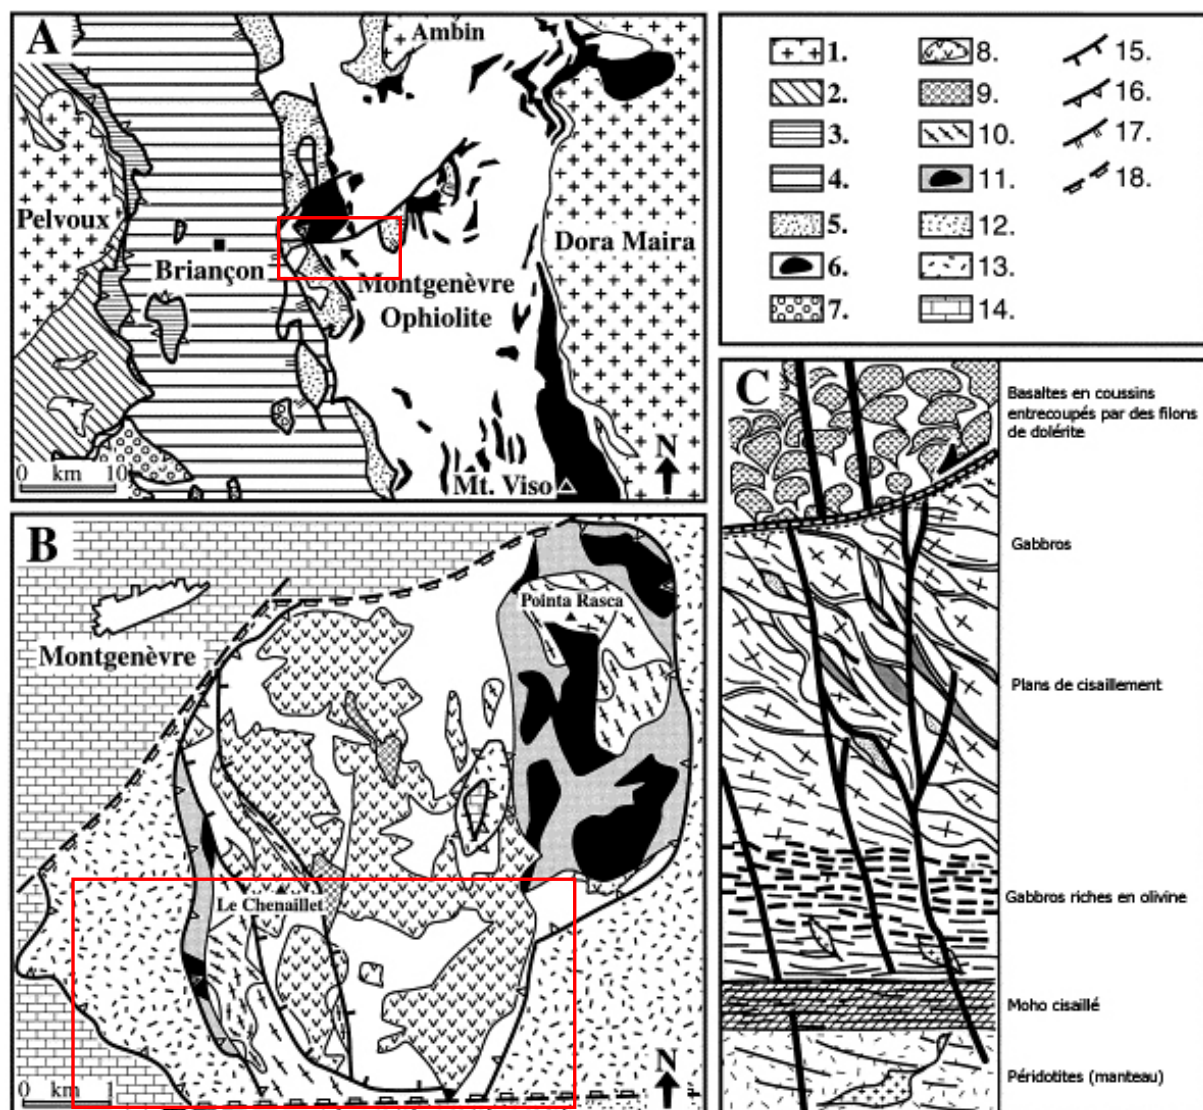 A
Ambin
Pelvoux
Briançon
Dora Maira
Montgenèvre
Ophiolite
Mt. Viso
0 km 10
N
1.
2.
3.
4.
5.
6.
7.
8.
9.
10.
11.
12.
13.
14.
15.
16.
17.
18.
B
Montgenèvre
Pointa Rasca
Le Chenaillet
0 km 1
N
C
Basaltes en coussins
entrecoupés par des filons
de dolérite
Gabbros
Plans de cisaillement
Gabbros riches en olivine
Moho cisaillé
Péridotites (manteau)